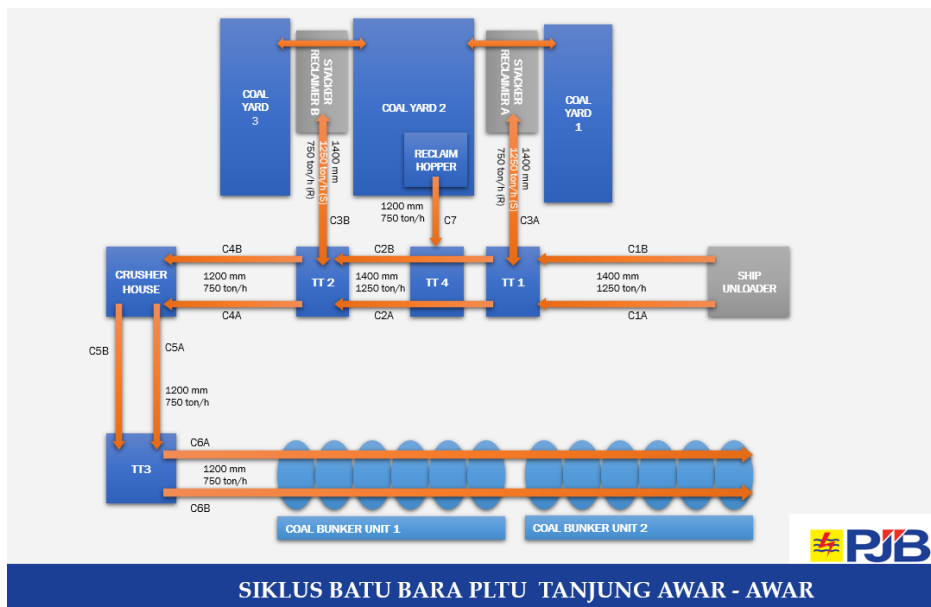 COAL
YARD
3
STACKER
RECLAIMER B
COAL YARD 2
STACKER
RECLAIMER A
COAL
YARD
1
RECLAIM
HOPPER
1400 mm
1250 ton/h (S)
750 ton/h (R)
1400 mm
1250 ton/h (S)
750 ton/h (R)
1200 mm
750 ton/h
C3B
C7
C3A
C4B
C2B
C1B
CRUSHER
HOUSE
1200 mm
750 ton/h
TT 2
1400 mm
1250 ton/h
TT 4
TT 1
1400 mm
1250 ton/h
SHIP
UNLOADER
C4A
C2A
C1A
C5B
C5A
1200 mm
750 ton/h
TT3
C6A
1200 mm
750 ton/h
C6B
COAL BUNKER UNIT 1
COAL BUNKER UNIT 2
PJB
SIKLUS BATU BARA PLTU TANJUNG AWAR - AWAR